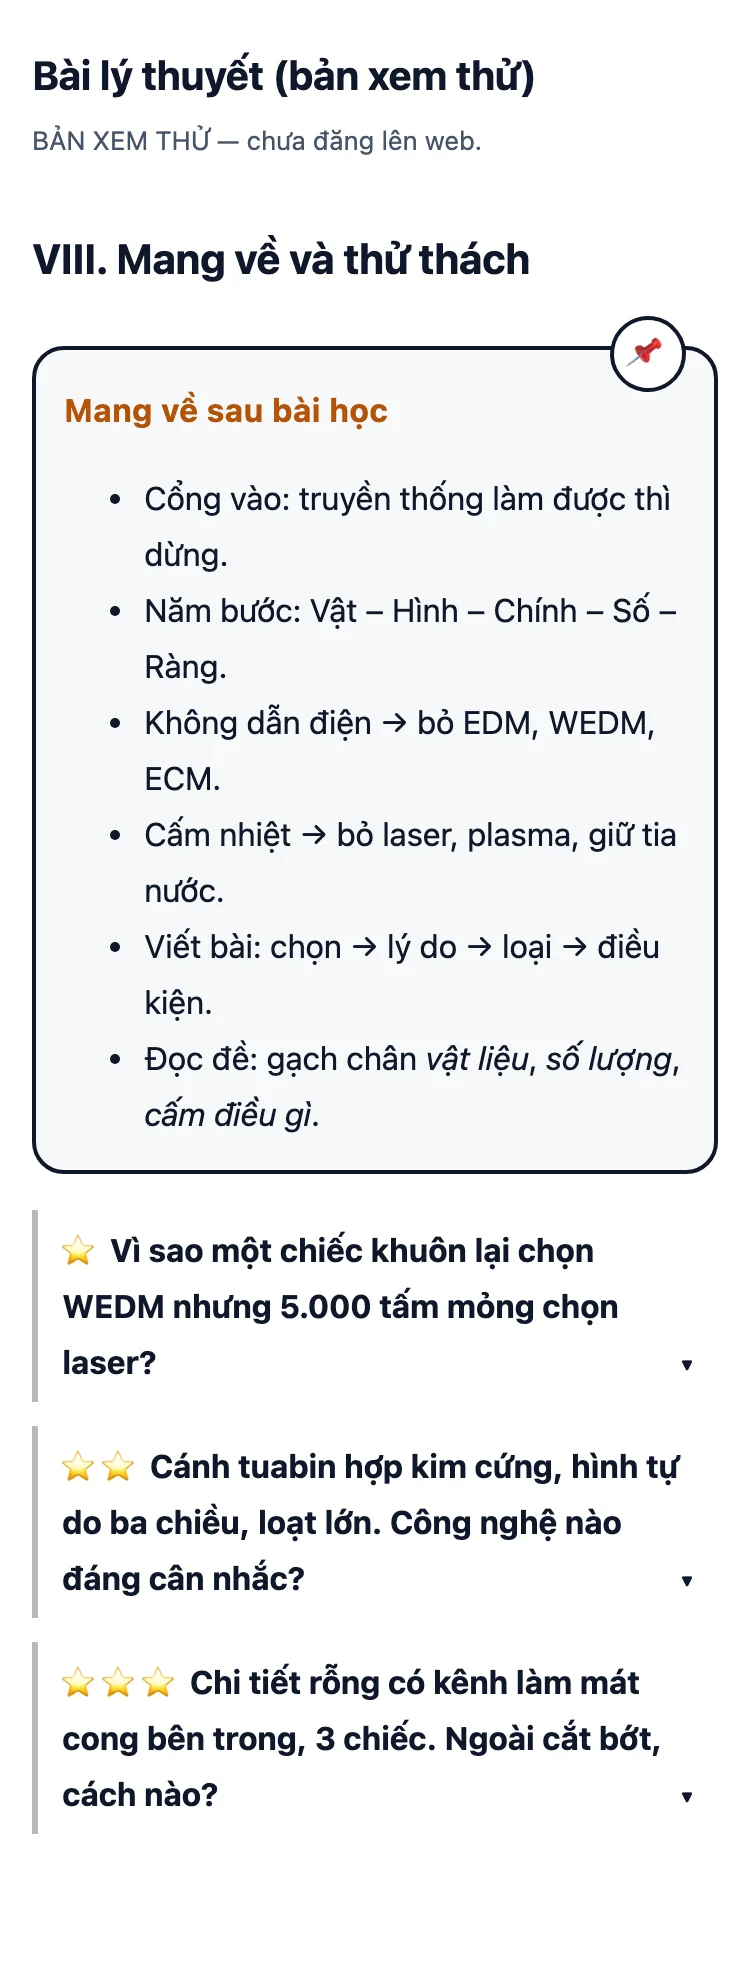 Bài lý thuyết (bản xem thử)
BẢN XEM THỬ — chưa đăng lên web.
VIII. Mang về và thử thách
📌
Mang về sau bài học
• Cổng vào: truyền thống làm được thì
dừng.
• Năm bước: Vật – Hình – Chính – Số –
Ràng.
• Không dẫn điện → bỏ EDM, WEDM,
ECM.
• Cấm nhiệt → bỏ laser, plasma, giữ tia
nước.
• Viết bài: chọn → lý do → loại → điều
kiện.
• Đọc đề: gạch chân vật liệu, số lượng,
cấm điều gì.
⭐ Vì sao một chiếc khuôn lại chọn
WEDM nhưng 5.000 tấm mỏng chọn
laser? ▼
⭐⭐ Cánh tuabin hợp kim cứng, hình tự
do ba chiều, loạt lớn. Công nghệ nào
đáng cân nhắc? ▼
⭐⭐⭐ Chi tiết rỗng có kênh làm mát
cong bên trong, 3 chiếc. Ngoài cắt bớt,
cách nào? ▼